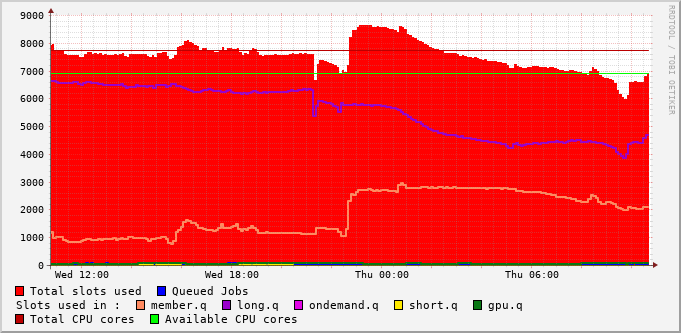 9000
8000
7000
6000
5000
4000
3000
2000
1000
0
Wed 12:00 Wed 18:00 Thu 00:00 Thu 06:00
Total slots used Queued Jobs
Slots used in : member.q long.q ondemand.q short.q gpu.q
Total CPU cores Available CPU cores
RRDTOOL / TOBI OETIKER